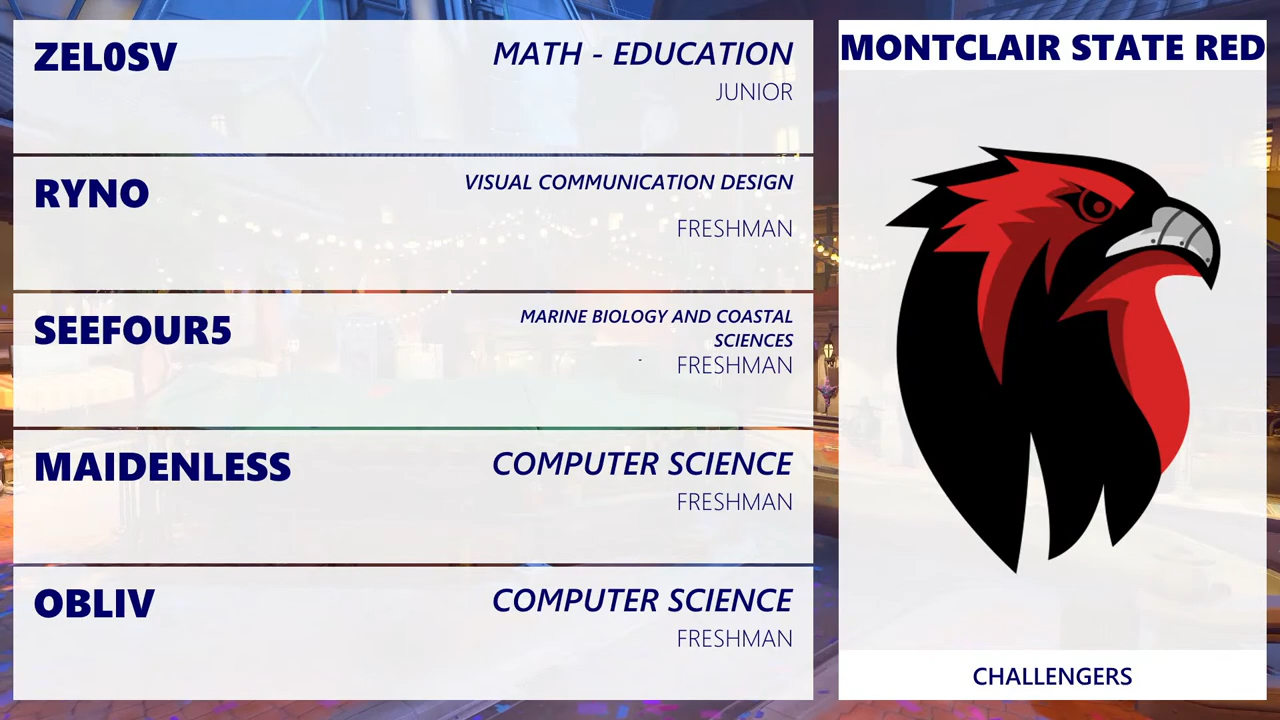 ZEL0SV
MATH - EDUCATION
JUNIOR
RYNO
VISUAL COMMUNICATION DESIGN
FRESHMAN
SEEFOUR5
MARINE BIOLOGY AND COASTAL
SCIENCES
FRESHMAN
MAIDENLESS
COMPUTER SCIENCE
FRESHMAN
OBLIV
COMPUTER SCIENCE
FRESHMAN
MONTCLAIR STATE RED
CHALLENGERS